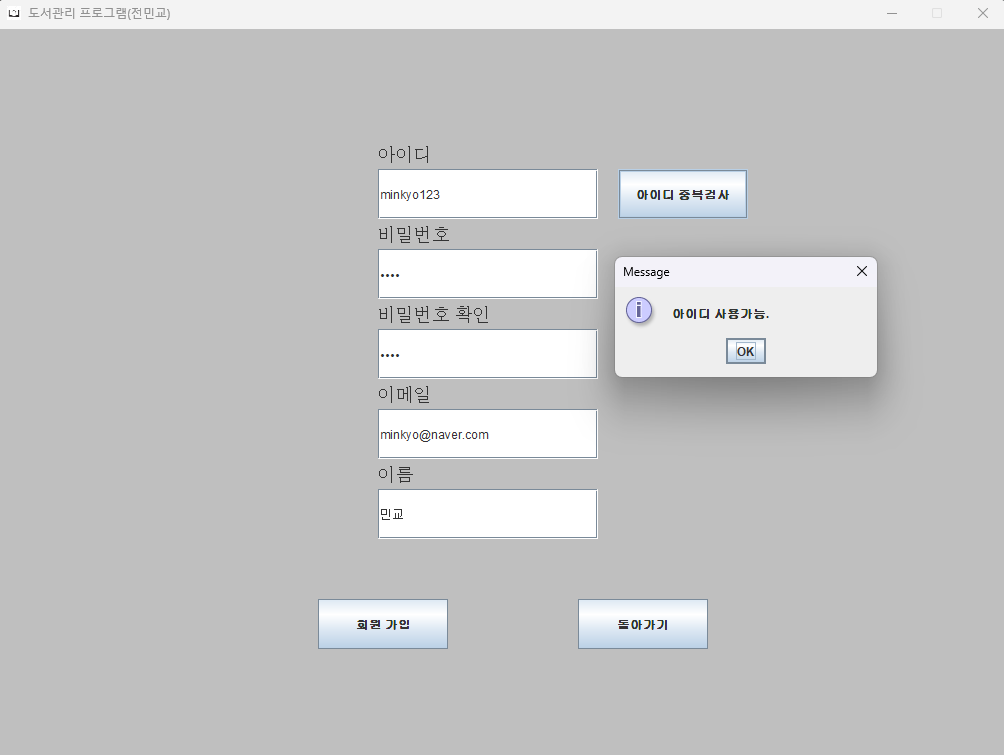 도서관리 프로그램(전민교)
아이디
minkyo123
아이디 중복검사
비밀번호
••••
Message
비밀번호 확인
아이디 사용가능.
••••
OK
이메일
minkyo@naver.com
이름
민교
회원 가입
돌아가기